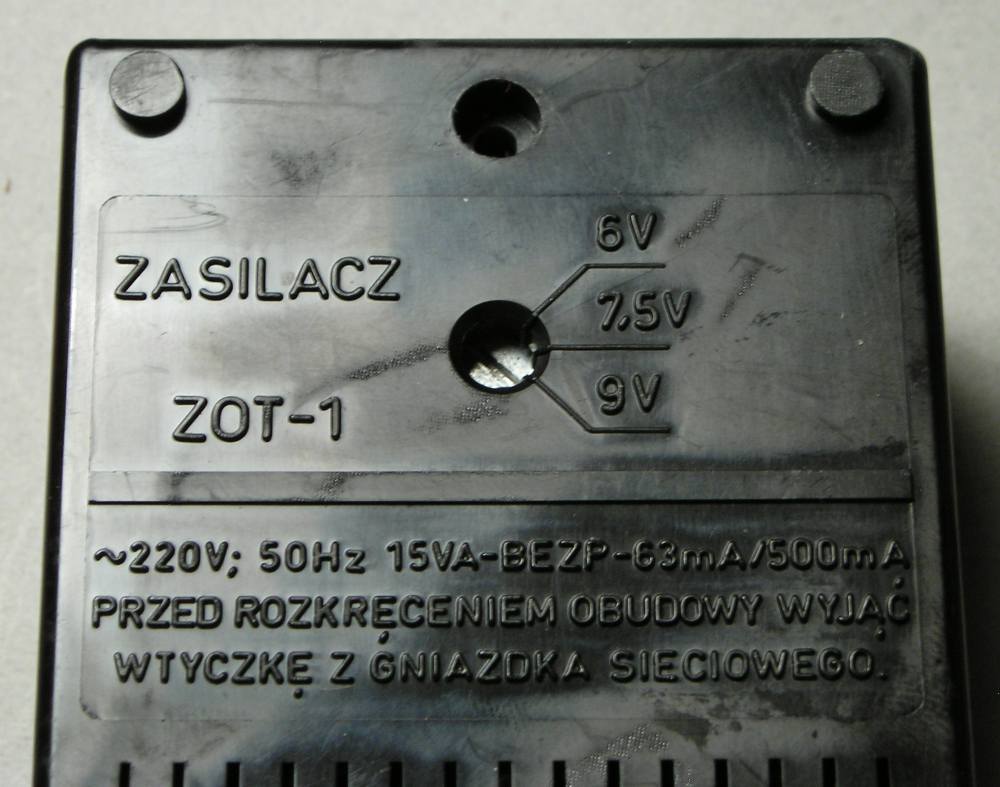 ZASILACZ
ZOT-1
6V
7,5V
9V
~220V; 50Hz 15VA-BEZP-63mA/500mA
PRZED ROZKRĘCENIEM OBUDOWY WYJĄĆ
WTYCZKĘ Z GNIAZDKA SIECIOWEGO.